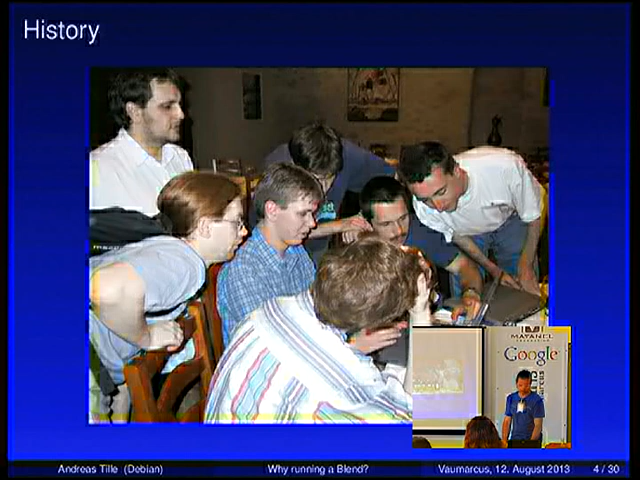 History
MATANEL
Google
Andreas Tille (Debian)
Why running a Blend?
Vaumarcus, 12. August 2013
4 / 30